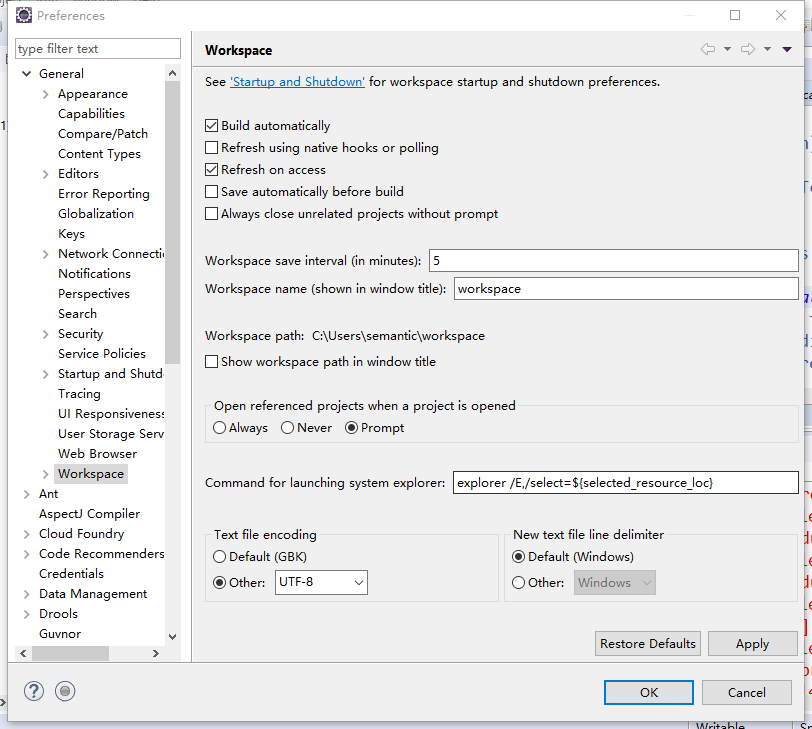 Preferences
type filter text
General
Appearance
Capabilities
Compare/Patch
Content Types
Editors
Error Reporting
Globalization
Keys
Network Connecti
Notifications
Perspectives
Search
Security
Service Policies
Startup and Shutd
Tracing
UI Responsiveness
User Storage Serv
Web Browser
Workspace
Ant
AspectJ Compiler
Cloud Foundry
Code Recommenders
Credentials
Data Management
Drools
Guvnor
Workspace
See 'Startup and Shutdown' for workspace startup and shutdown preferences.
Build automatically
Refresh using native hooks or polling
Refresh on access
Save automatically before build
Always close unrelated projects without prompt
Workspace save interval (in minutes): 5
Workspace name (shown in window title): workspace
Workspace path: C:\Users\semantic\workspace
Show workspace path in window title
Open referenced projects when a project is opened
Always Never Prompt
Command for launching system explorer: explorer /E,/select=${selected_resource_loc}
Text file encoding
Default (GBK)
Other: UTF-8
New text file line delimiter
Default (Windows)
Other: Windows
Restore Defaults Apply
OK Cancel
Writable